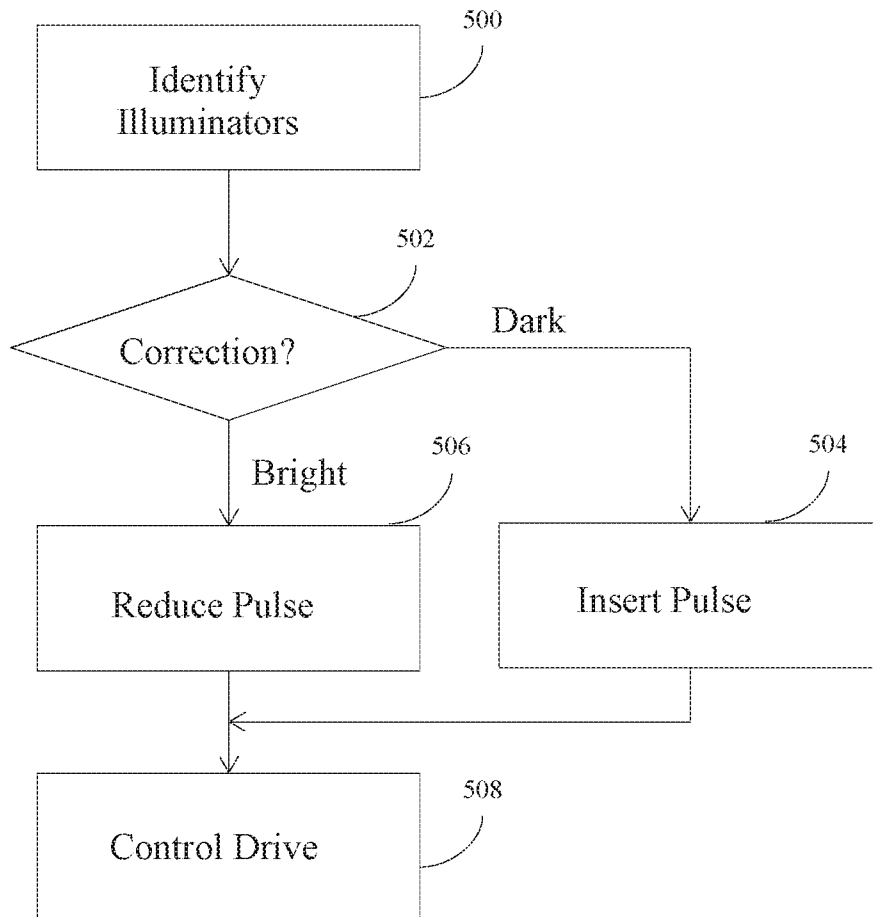 500
Identify
Illuminators
502
Correction?
Dark
506
504
Bright
Reduce Pulse
Insert Pulse
508
Control Drive